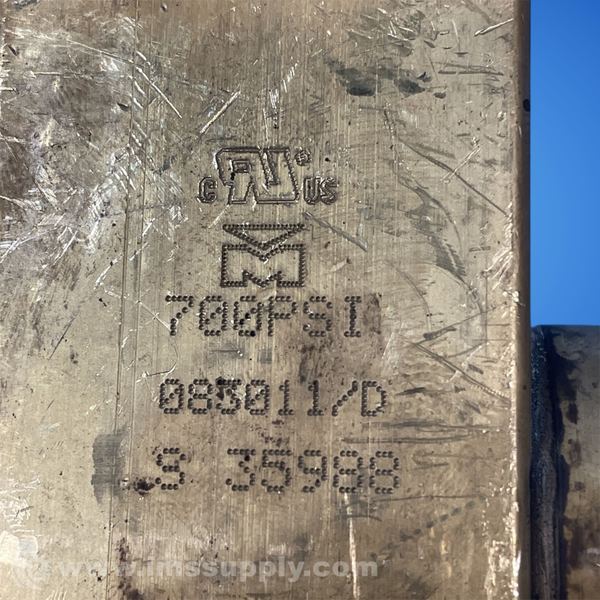 c RU ® US
M
700PSI
085011/D
S 35988
www.imssupply.com